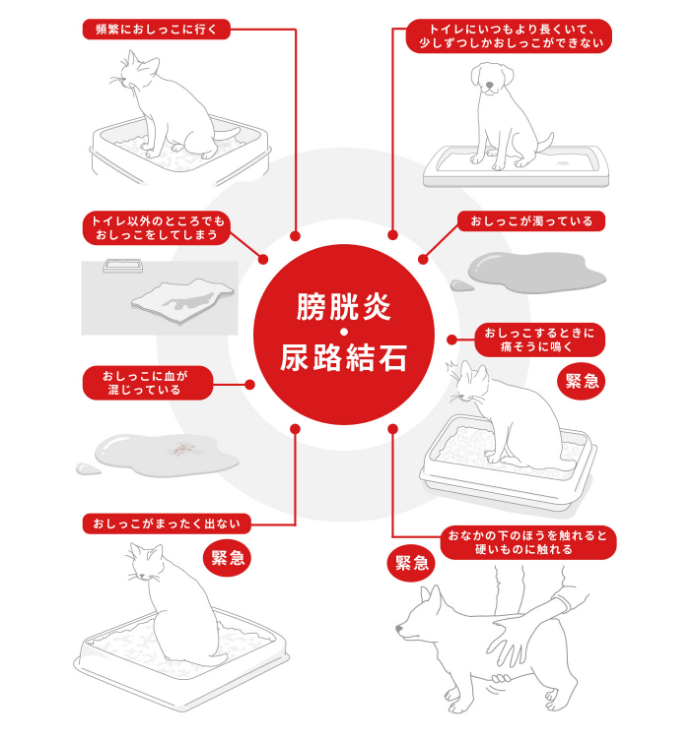 頻繁におしっこに行く
トイレにいつもより長くいて、
少しずつしかおしっこができない
トイレ以外のところでも
おしっこをしてしまう
おしっこが濁っている
膀胱炎
・
尿路結石
おしっこするときに
痛そうに鳴く
緊急
おしっこに血が
混じっている
おしっこがまったく出ない
緊急
おなかの下のほうを触れると
硬いものに触れる
緊急